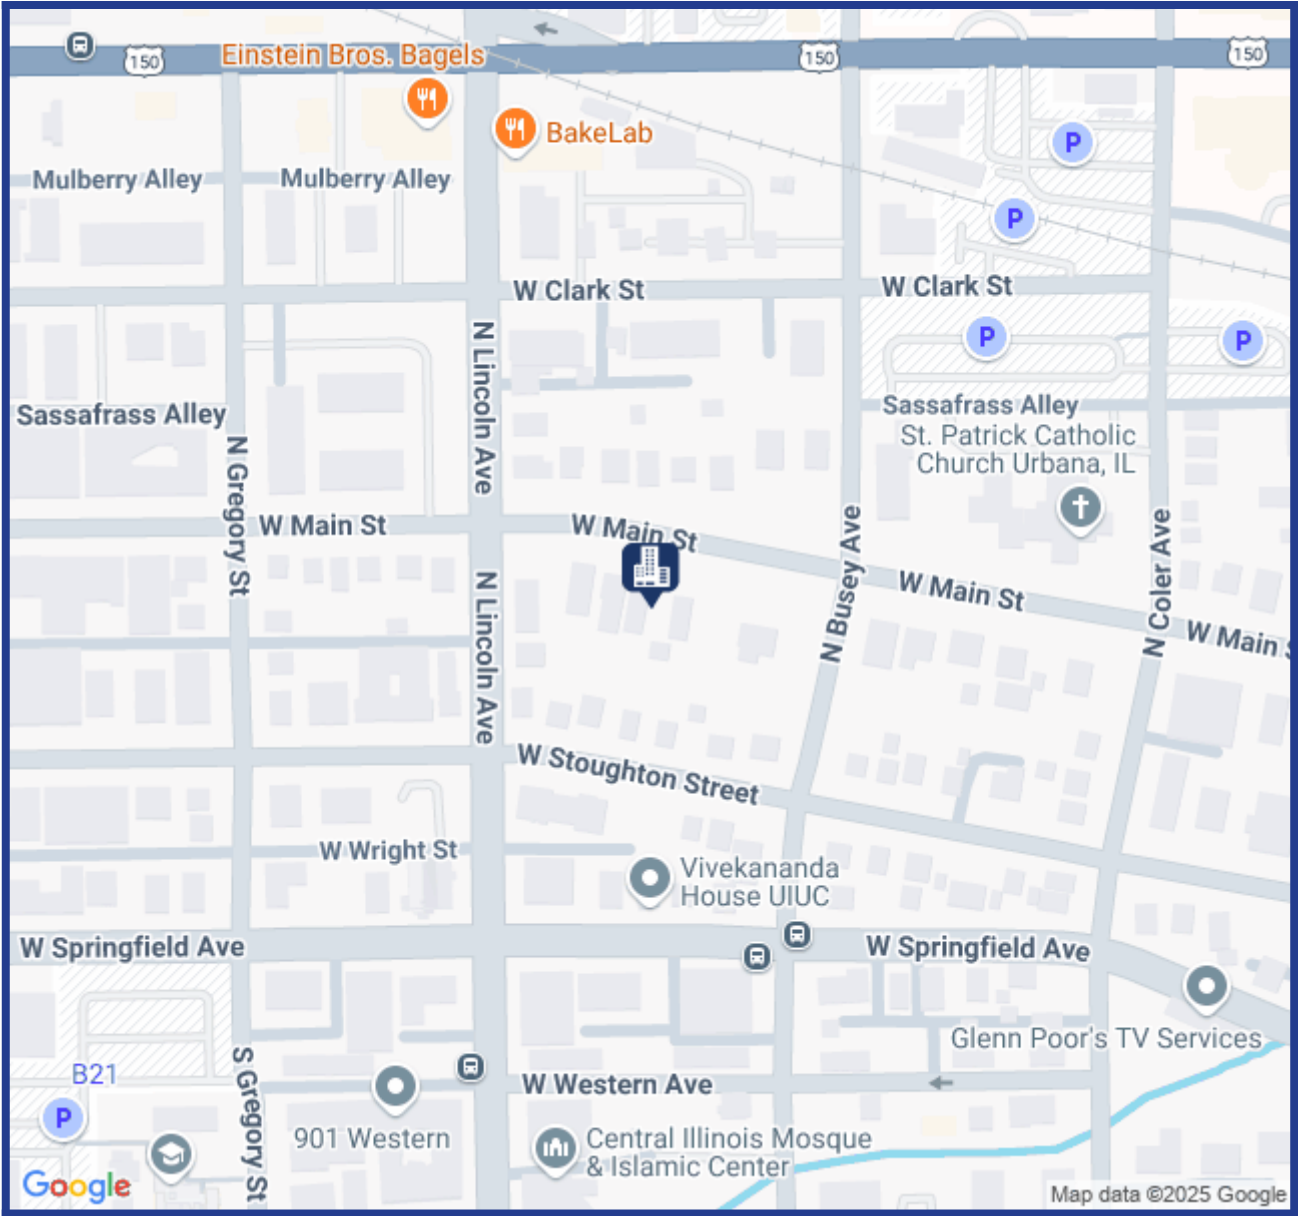 150
Einstein Bros. Bagels
150
150
BakeLab
P
Mulberry Alley
Mulberry Alley
P
W Clark St
W Clark St
N Lincoln Ave
P
P
Sassafrass Alley
Sassafrass Alley
St. Patrick Catholic
Church Urbana, IL
N Gregory St
W Main St
W Main St
N Busey Ave
N Coler Ave
W Main St
W Main S
N Lincoln Ave
W Stoughton Street
W Wright St
Vivekananda
House UIUC
W Springfield Ave
W Springfield Ave
Glenn Poor's TV Services
B21
S Gregory St
W Western Ave
P
901 Western
Central Illinois Mosque
& Islamic Center
Google
Map data ©2025 Google